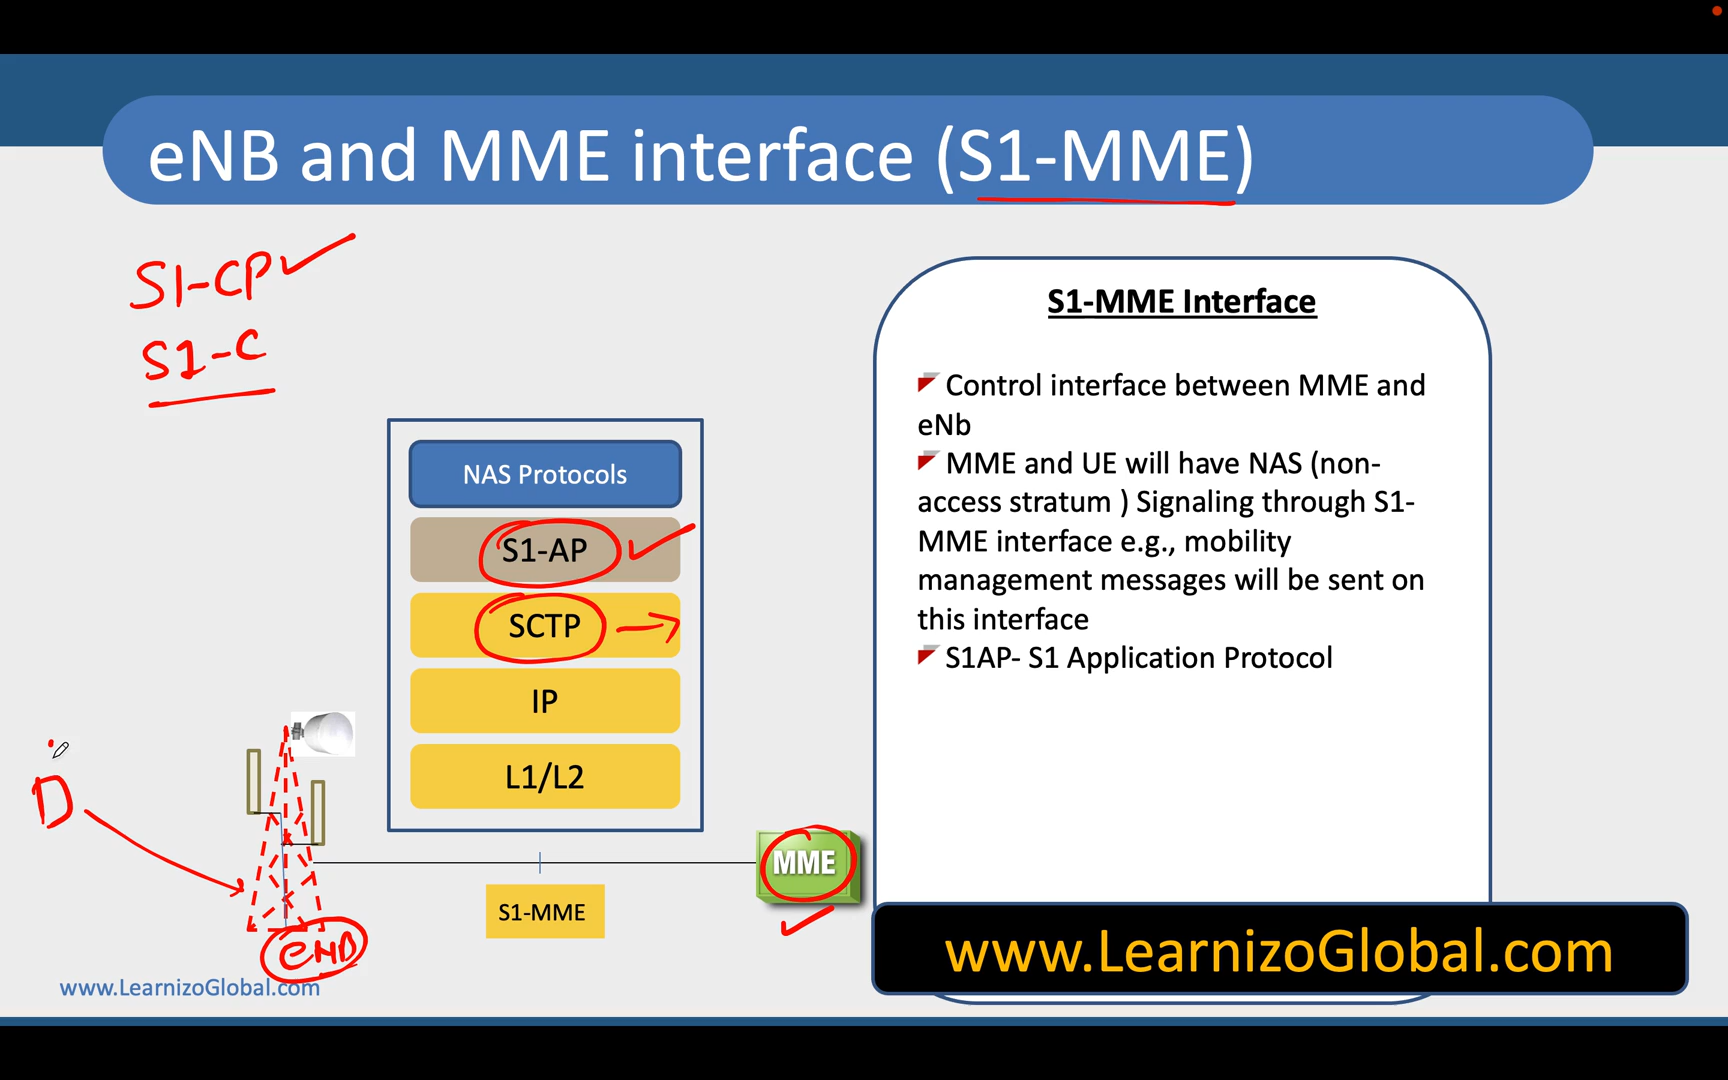 eNB and MME interface (S1-MME)
S1-CP
S1-C
S1-MME Interface
Control interface between MME and
eNb
MME and UE will have NAS (non-
access stratum ) Signaling through S1-
MME interface e.g., mobility
management messages will be sent on
this interface
S1AP- S1 Application Protocol
NAS Protocols
S1-AP
SCTP
IP
L1/L2
D
MME
S1-MME
eNB
www.LearnizoGlobal.com
www.LearnizoGlobal.com